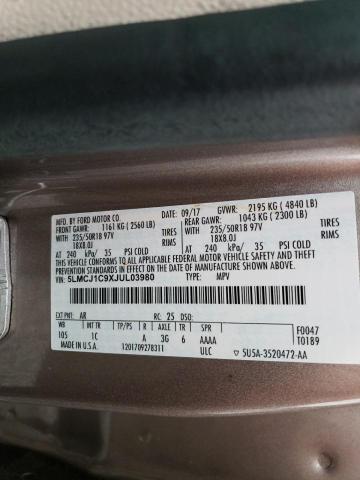 MFD. BY FORD MOTOR CO.
DATE: 09/17 GVWR: 2195 KG ( 4840 LB)
FRONT GAWR: 1161 KG ( 2560 LB) REAR GAWR: 1043 KG ( 2300 LB)
WITH 235/50R18 97V TIRES WITH 235/50R18 97V TIRES
18X8.0J RIMS 18X8.0J RIMS
AT 240 kPa/ 35 PSI COLD AT 240 kPa/ 35 PSI COLD
THIS VEHICLE CONFORMS TO ALL APPLICABLE FEDERAL MOTOR VEHICLE SAFETY, BUMPER, AND THEFT PREVENTION STANDARDS IN EFFECT ON THE DATE OF MANUFACTURE SHOWN ABOVE.
VIN: 5LMCJ1C9XJUL03980 TYPE: MPV
EXT PNT: AR RC: 25 DSO:
WB INT TR TP/PS R AXLE TR SPR F0047
105 1C A 3G 6 AAAA T0189
MADE IN U.S.A. 1201709278311 ULC 5U5A-3520472-AA